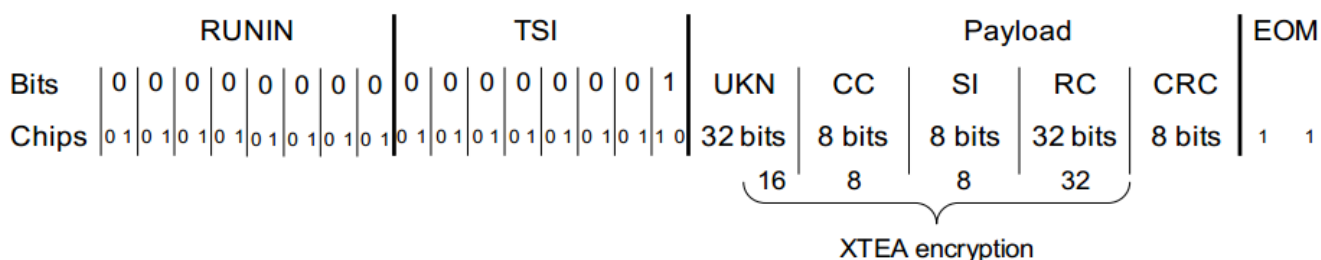 RUNIN TSI Payload EOM
Bits 0 0 0 0 0 0 0 0 0 0 0 0 0 0 0 1 UKN CC SI RC CRC
Chips 0 1 0 1 0 1 0 1 0 1 0 1 0 1 0 1 0 1 0 1 0 1 0 1 0 1 0 1 0 1 1 0 32 bits 8 bits 8 bits 32 bits 8 bits 1 1
16 8 8 32
XTEA encryption